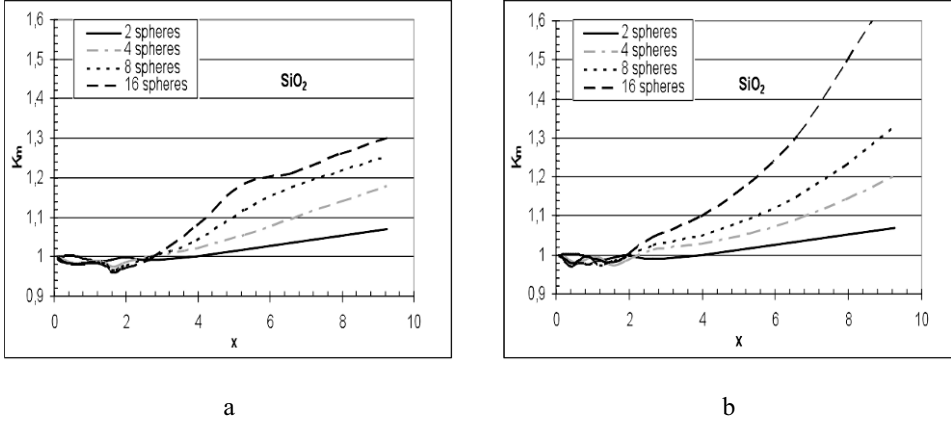 1,6
1,5
1,4
1,3
1,2
1,1
1
0,9
Km
2 spheres
4 spheres
8 spheres
16 spheres
SiO₂
0 2 4 6 8 10
x
a
1,6
1,5
1,4
1,3
1,2
1,1
1
0,9
Km
2 spheres
4 spheres
8 spheres
16 spheres
SiO₂
0 2 4 6 8 10
x
b